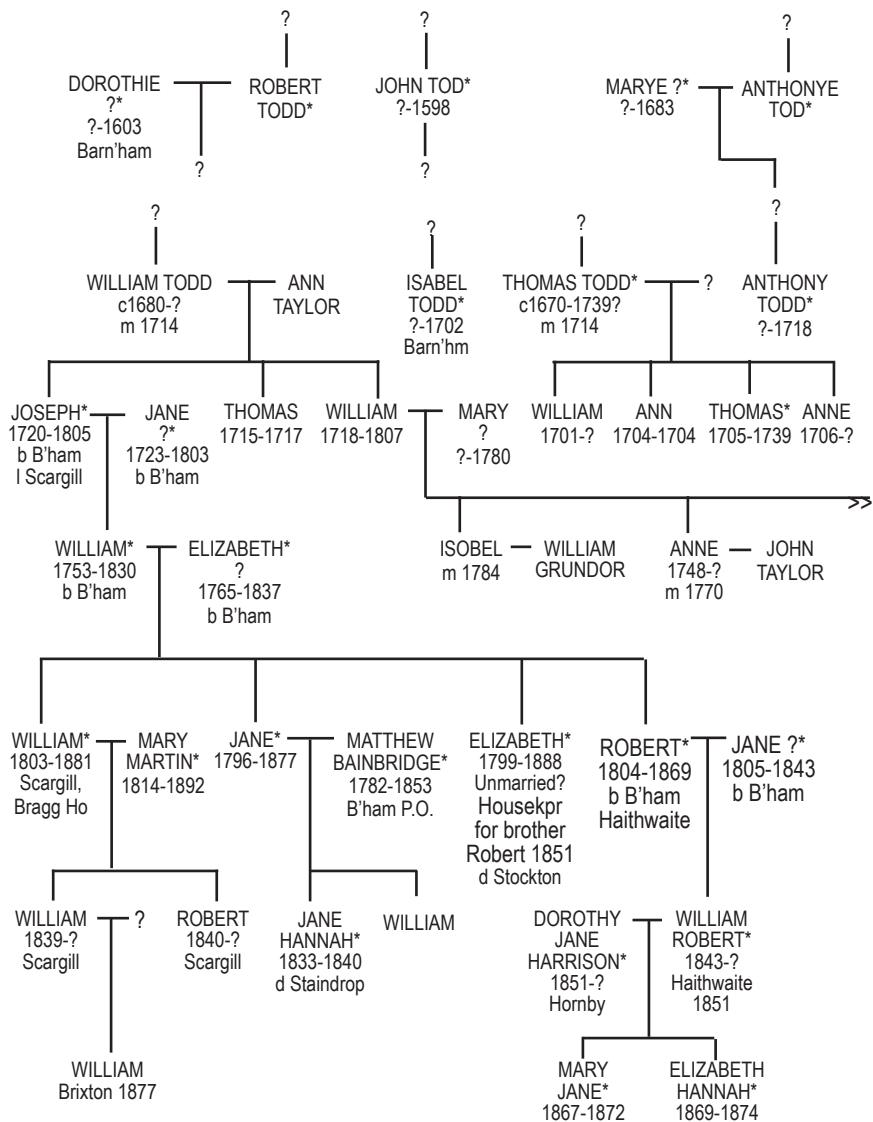 ?
?
?
DOROTHIE
?*
?-1603
Barn'ham
ROBERT
TODD*
JOHN TOD*
?-1598
MARYE ?*
?-1683
ANTHONYE
TOD*
?
?
?
?
?
?
WILLIAM TODD
c1680-?
m 1714
ANN
TAYLOR
ISABEL
TODD*
?-1702
Barn'hm
THOMAS TODD*
c1670-1739?
m 1714
?
ANTHONY
TODD*
?-1718
JOSEPH*
1720-1805
b B'ham
l Scargill
JANE
?*
1723-1803
b B'ham
THOMAS
1715-1717
WILLIAM
1718-1807
MARY
?
?-1780
WILLIAM
1701-?
ANN
1704-1704
THOMAS*
1705-1739
ANNE
1706-?
>>
WILLIAM*
1753-1830
b B'ham
ELIZABETH*
?
1765-1837
b B'ham
ISOBEL
m 1784
WILLIAM
GRUNDOR
ANNE
1748-?
m 1770
JOHN
TAYLOR
WILLIAM*
1803-1881
Scargill,
Bragg Ho
MARY
MARTIN*
1814-1892
JANE*
1796-1877
MATTHEW
BAINBRIDGE*
1782-1853
B'ham P.O.
ELIZABETH*
1799-1888
Unmarried?
Housekpr
for brother
Robert 1851
d Stockton
ROBERT*
1804-1869
b B'ham
Haithwaite
JANE ?*
1805-1843
b B'ham
WILLIAM
1839-?
Scargill
?
ROBERT
1840-?
Scargill
JANE
HANNAH*
1833-1840
d Staindrop
WILLIAM
DOROTHY
JANE
HARRISON*
1851-?
Hornby
WILLIAM
ROBERT*
1843-?
Haithwaite
1851
WILLIAM
Brixton 1877
MARY
JANE*
1867-1872
ELIZABETH
HANNAH*
1869-1874